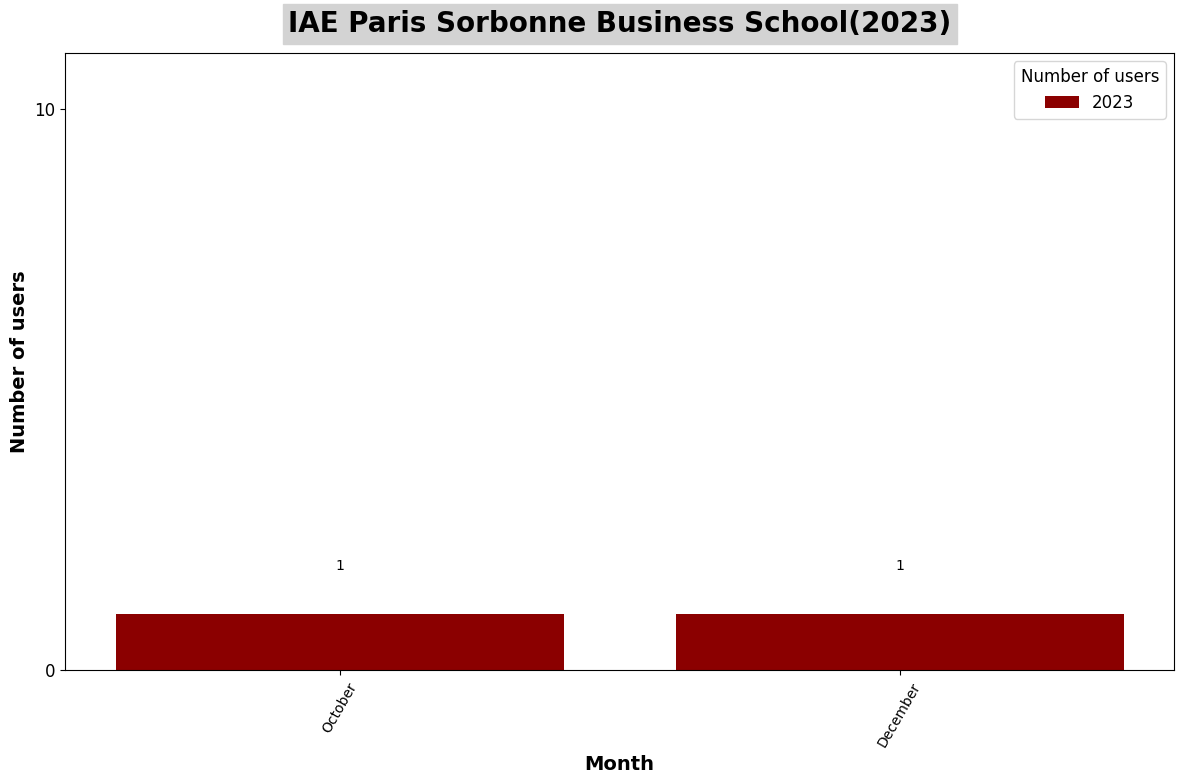 IAE Paris Sorbonne Business School(2023)
Number of users
2023
10
Number of users
1
1
0
October
December
Month